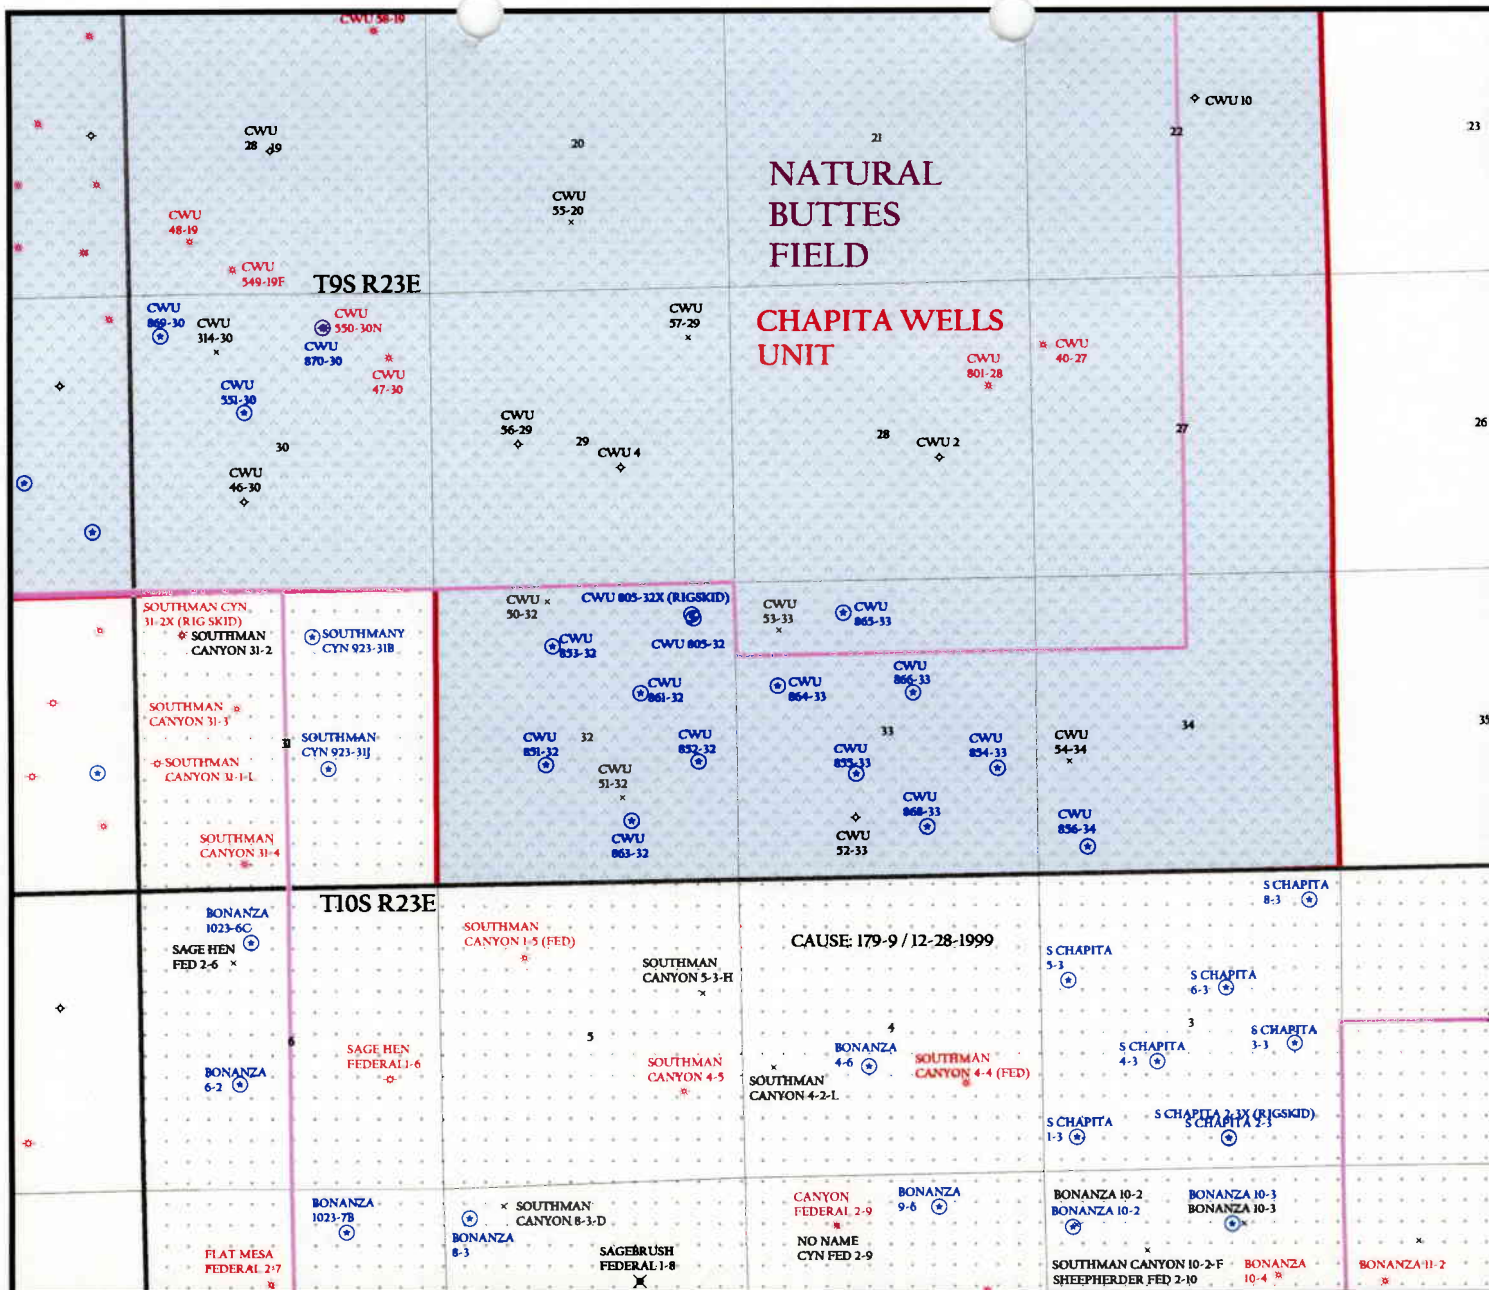 CWU 58-19
CWU 10
CWU
28 19
20
21
22
23
NATURAL
BUTTES
FIELD
CWU
55-20
CWU
48-19
CWU
549-19F
T9S R23E
CWU
869-30
CWU
314-30
CWU
550-30N
CWU
870-30
CWU
47-30
CWU
57-29
CHAPITA WELLS
UNIT
CWU
801-28
CWU
40-27
CWU
551-30
30
CWU
46-30
CWU
56-29
29
CWU 4
28
CWU 2
27
26
SOUTHMAN CYN
31-2X (RIG SKID)
SOUTHMAN
CANYON 31-2
SOUTHMANY
CYN 923-31B
CWU
50-32
CWU 805-32X (RIGSKID)
CWU 805-32
CWU
853-32
CWU
53-33
CWU
865-33
CWU
861-32
CWU
864-33
CWU
866-33
SOUTHMAN
CANYON 31-3
31
SOUTHMAN
CYN 923-31J
SOUTHMAN
CANYON 31-1-L
CWU
851-32
32
CWU
852-32
CWU
51-32
33
CWU
855-33
CWU
854-33
CWU
54-34
34
35
SOUTHMAN
CANYON 31-4
CWU
863-32
CWU
52-33
CWU
868-33
CWU
856-34
T10S R23E
S CHAPITA
8-3
BONANZA
1023-6C
SAGE HEN
FED 2-6
SOUTHMAN
CANYON 1-5 (FED)
SOUTHMAN
CANYON 5-3-H
CAUSE: 179-9 / 12-28-1999
S CHAPITA
5-3
S CHAPITA
6-3
6
5
4
3
SAGE HEN
FEDERAL 1-6
BONANZA
6-2
SOUTHMAN
CANYON 4-5
SOUTHMAN
CANYON 4-2-L
BONANZA
4-6
SOUTHMAN
CANYON 4-4 (FED)
S CHAPITA
4-3
S CHAPITA
3-3
S CHAPITA
1-3
S CHAPITA 2-3X (RIGSKID)
S CHAPITA 2-3
BONANZA
1023-7B
BONANZA
8-3
SOUTHMAN
CANYON 8-3-D
SAGEBRUSH
FEDERAL 1-8
CANYON
FEDERAL 2-9
NO NAME
CYN FED 2-9
BONANZA
9-6
BONANZA 10-2
BONANZA 10-2
BONANZA 10-3
BONANZA 10-3
FLAT MESA
FEDERAL 2-7
SOUTHMAN CANYON 10-2-F
SHEEPHERDER FED 2-10
BONANZA
10-4
BONANZA 11-2